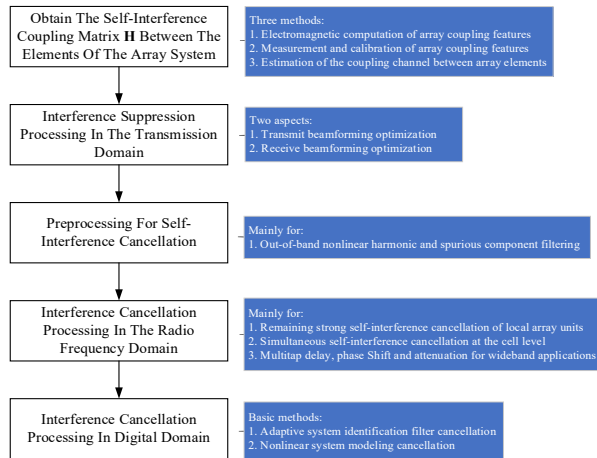 Obtain The Self-Interference
Coupling Matrix H Between The
Elements Of The Array System
Three methods:
1. Electromagnetic computation of array coupling features
2. Measurement and calibration of array coupling features
3. Estimation of the coupling channel between array elements
Interference Suppression
Processing In The Transmission
Domain
Two aspects:
1. Transmit beamforming optimization
2. Receive beamforming optimization
Preprocessing For Self-
Interference Cancellation
Mainly for:
1. Out-of-band nonlinear harmonic and spurious component filtering
Interference Cancellation
Processing In The Radio
Frequency Domain
Mainly for:
1. Remaining strong self-interference cancellation of local array units
2. Simultaneous self-interference cancellation at the cell level
3. Multitap delay, phase Shift and attenuation for wideband applications
Interference Cancellation
Processing In Digital Domain
Basic methods:
1. Adaptive system identification filter cancellation
2. Nonlinear system modeling cancellation